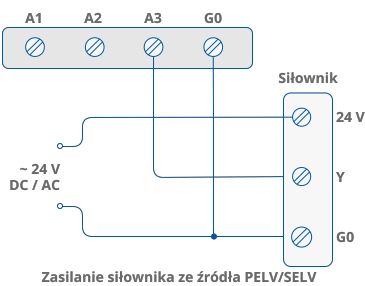 A1 A2 A3 G0
Siłownik
24 V
~ 24 V
DC / AC
Y
G0
Zasilanie siłownika ze źródła PELV/SELV